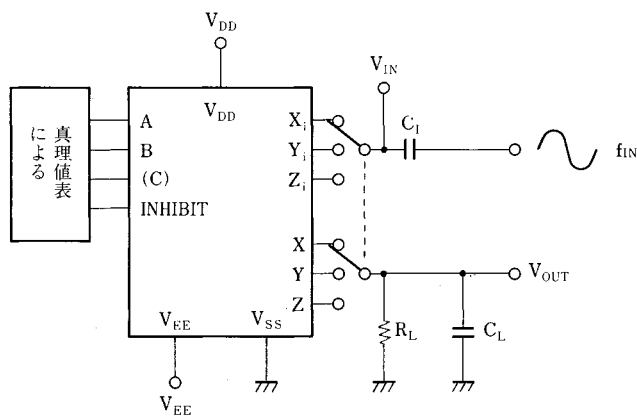 V_DD
V_DD
真理値表
による
A
B
(C)
INHIBIT
V_EE
V_SS
V_EE
X_i
Y_i
Z_i
X
Y
Z
V_IN
C_I
f_IN
V_OUT
R_L
C_L